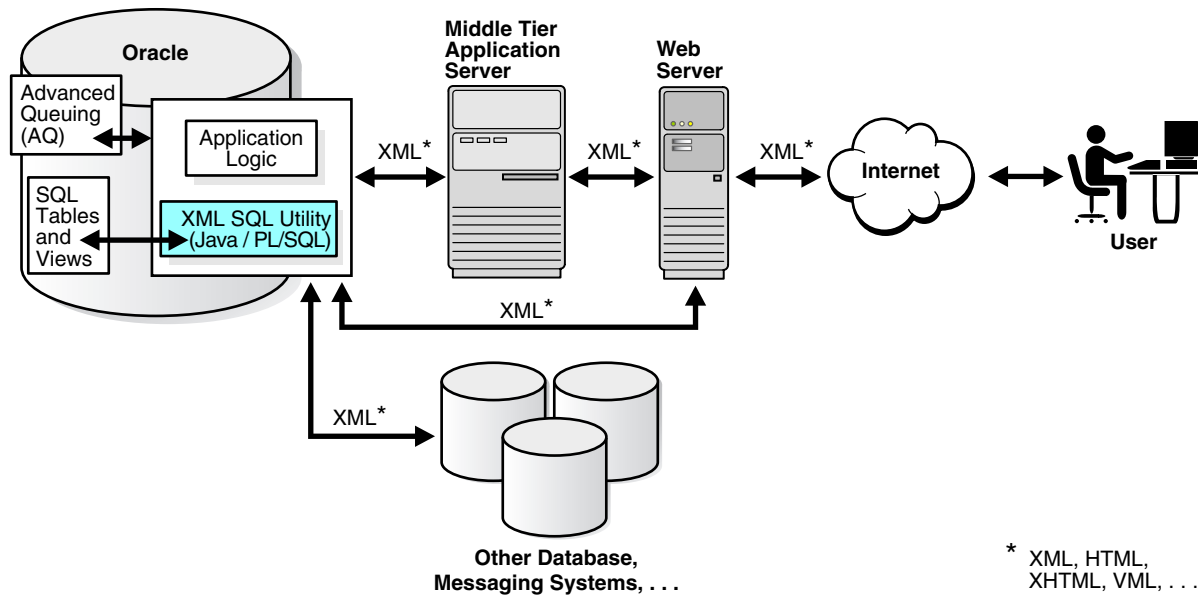 Oracle
Middle Tier
Application
Server
Web
Server
Advanced
Queuing
(AQ)
Application
Logic
XML*
XML*
XML*
Internet
SQL
Tables
and
Views
XML SQL Utility
(Java / PL/SQL)
User
XML*
XML*
Other Database,
Messaging Systems, . . .
* XML, HTML,
XHTML, VML, . . .